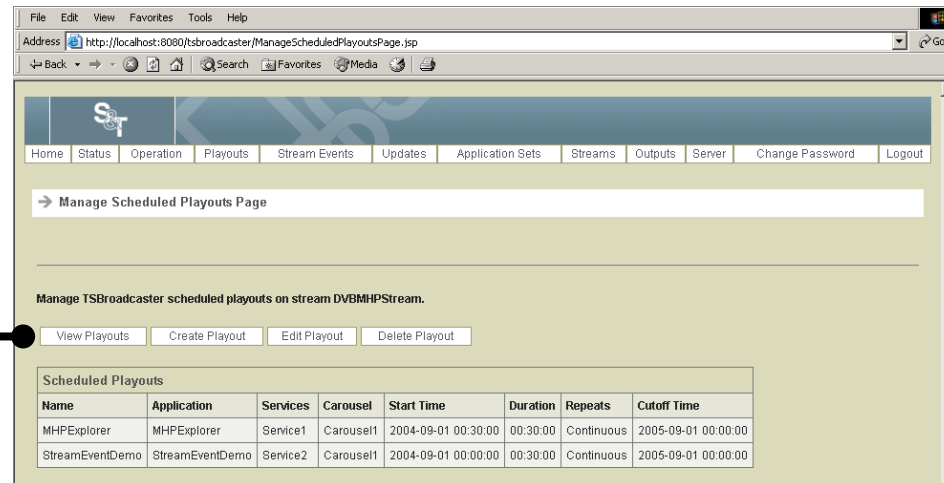 File Edit View Favorites Tools Help
Address http://localhost:8080/tsbroadcaster/ManageScheduledPlayoutsPage.jsp Go
Back Search Favorites Media
S&T
Home Status Operation Playouts Stream Events Updates Application Sets Streams Outputs Server Change Password Logout
Manage Scheduled Playouts Page
Manage TSBroadcaster scheduled playouts on stream DVBMHPStream.
View Playouts Create Playout Edit Playout Delete Playout
Scheduled Playouts
Name Application Services Carousel Start Time Duration Repeats Cutoff Time
MHPExplorer MHPExplorer Service1 Carousel1 2004-09-01 00:30:00 00:30:00 Continuous 2005-09-01 00:00:00
StreamEventDemo StreamEventDemo Service2 Carousel1 2004-09-01 00:00:00 00:30:00 Continuous 2005-09-01 00:00:00